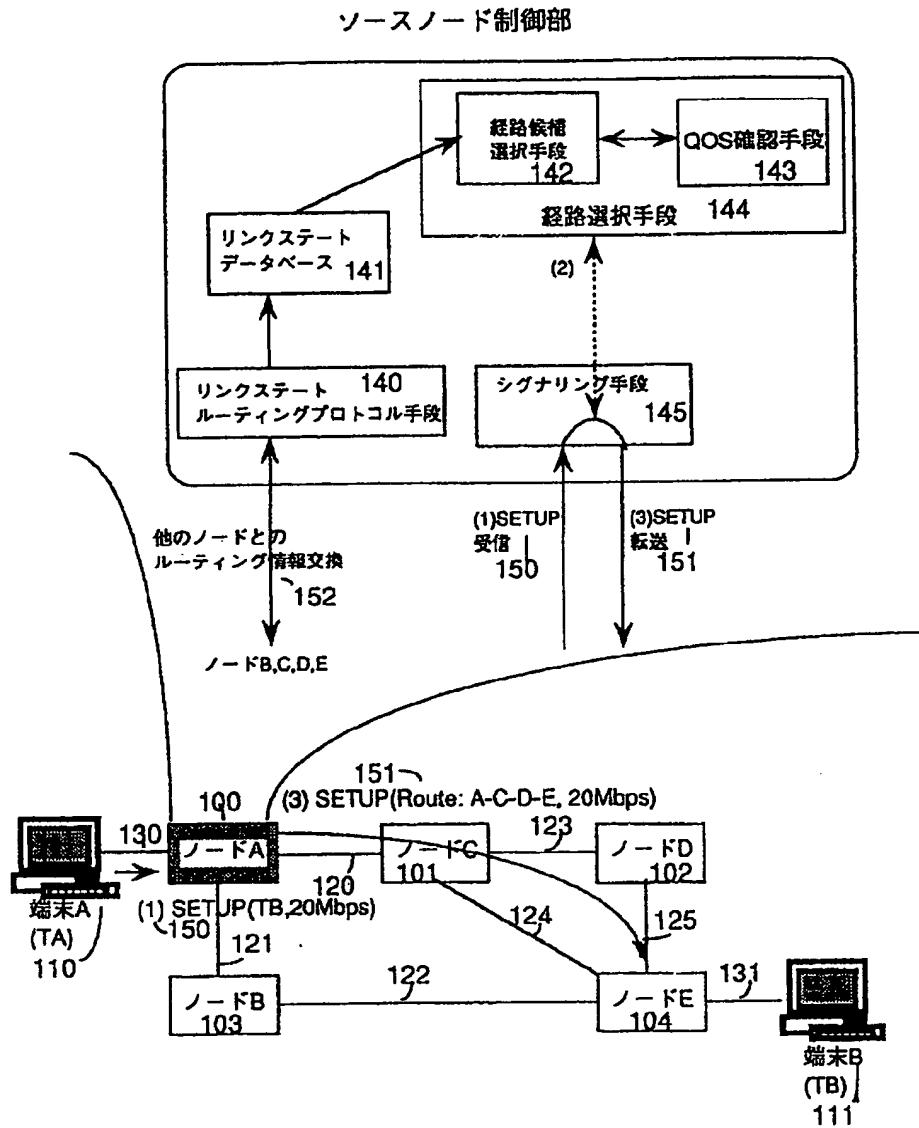 ソースノード制御部
経路候補
選択手段
142
QOS確認手段
143
経路選択手段 144
リンクステート
データベース 141
(2)
リンクステート 140
ルーティングプロトコル手段
シグナリング手段
145
他のノードとの
ルーティング情報交換
152
(1)SETUP
受信
150
(3)SETUP
転送
151
ノードB,C,D,E
151
(3) SETUP(Route: A-C-D-E, 20Mbps)
100
130
ノードA
120
ノードC
101
123
ノードD
102
端末A
(TA)
110
(1) SETUP(TB,20Mbps)
150
121
124
125
ノードB
103
122
ノードE
104
131
端末B
(TB)
111